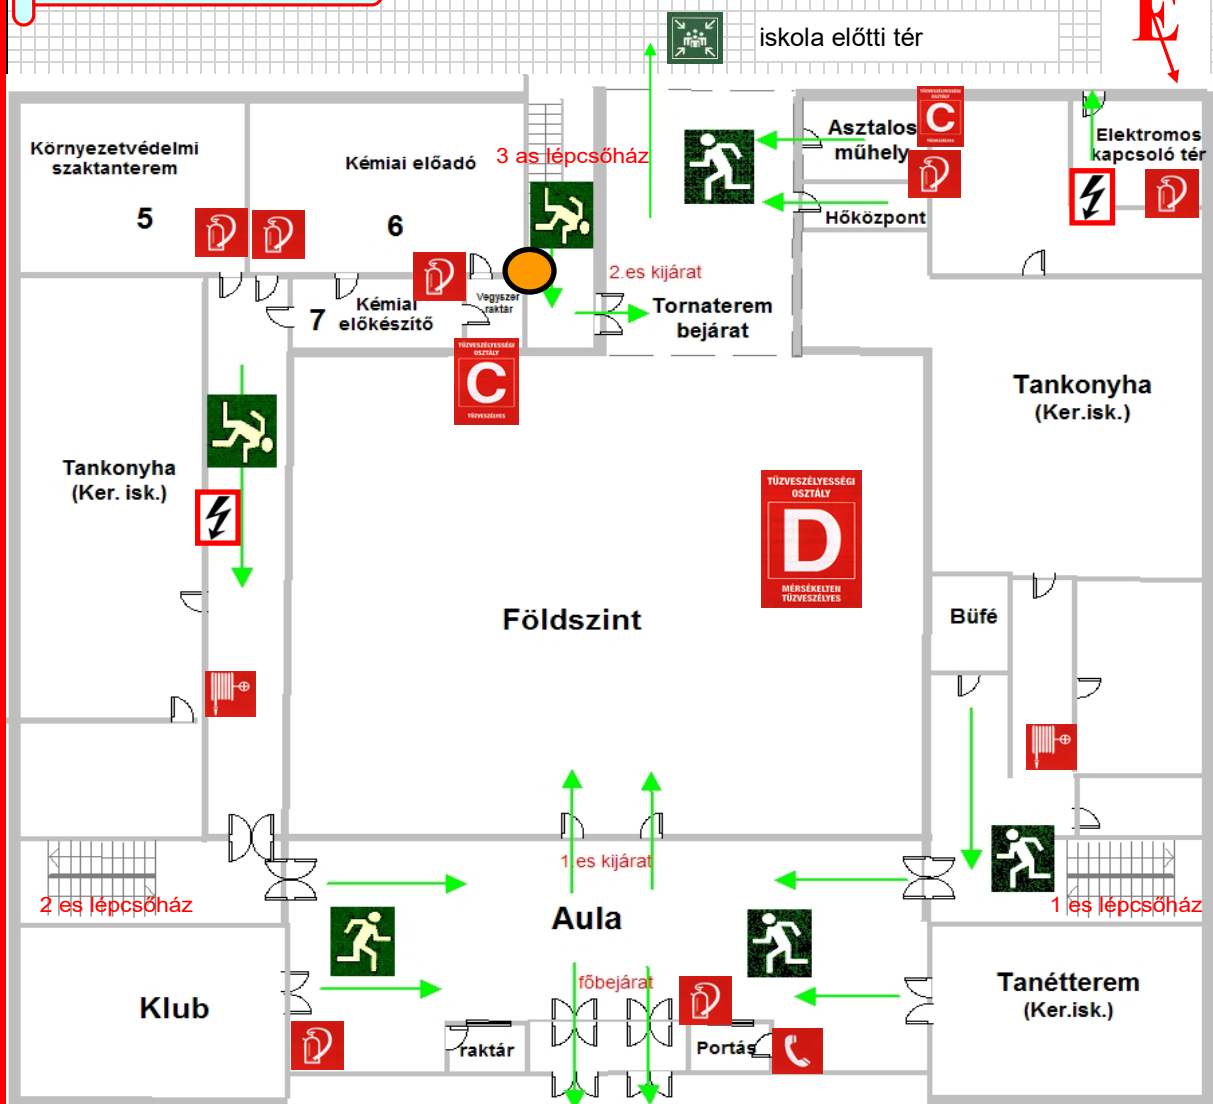 E
iskola előtti tér
TŰZVESZÉLYESSÉGI
OSZTÁLY
C
Asztalos
műhely
Elektromos
kapcsoló tér
Környezetvédelmi
szaktanterem
5
Kémiai előadó
6
3 as lépcsőház
Hőközpont
2.es kijárat
Tornaterem
bejárat
7
Kémiai
előkészítő
Vegyszer
raktár
TŰZVESZÉLYESSÉGI
OSZTÁLY
C
TŰZVESZÉLYES
Tankonyha
(Ker.isk.)
Tankonyha
(Ker. isk.)
TŰZVESZÉLYESSÉGI
OSZTÁLY
D
MÉRSÉKELTEN
TŰZVESZÉLYES
Földszint
Büfé
1.es kijárat
2 es lépcsőház
Aula
1 es lépcsőház
főbejárat
Klub
Tanétterem
(Ker.isk.)
raktár
Portás